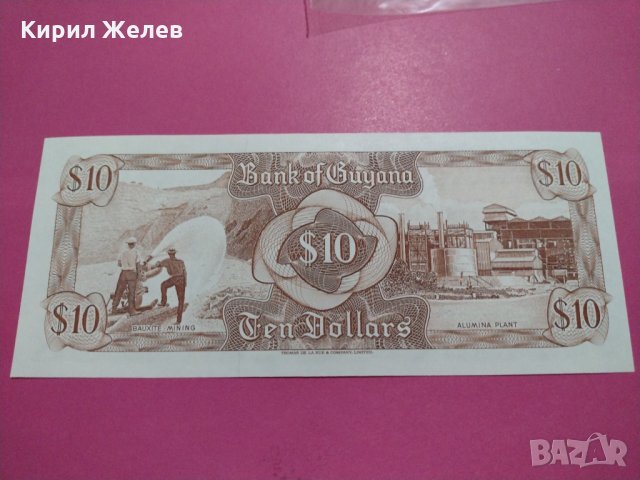 Кирил Желев
$10
Bank of Guyana
$10
$10
$10
BAUXITE MINING
Ten Dollars
ALUMINA PLANT
$10
THOMAS DE LA RUE & COMPANY, LIMITED.
BAZAR